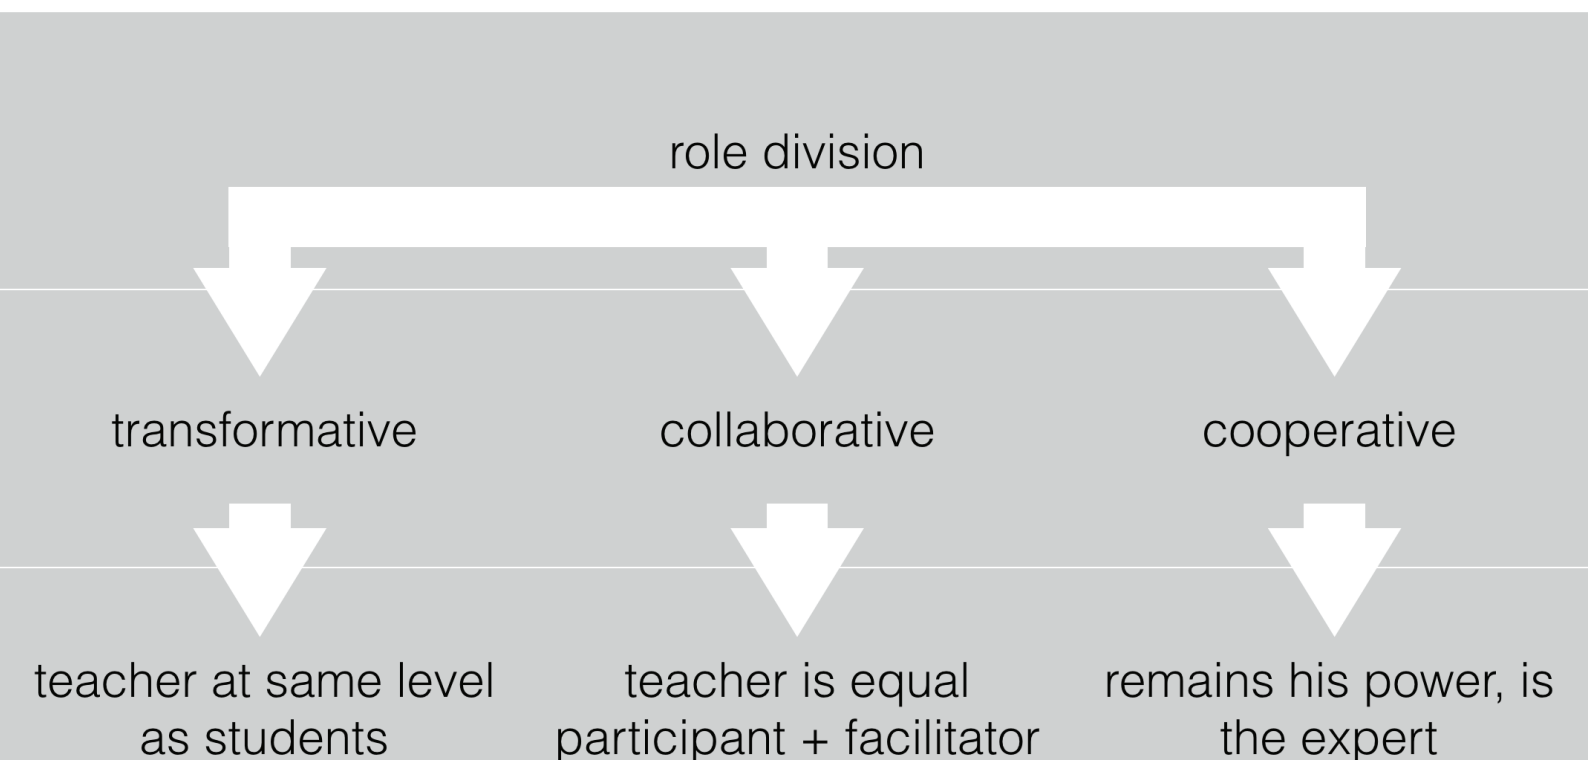 role division
transformative
collaborative
cooperative
teacher at same level
as students
teacher is equal
participant + facilitator
remains his power, is
the expert